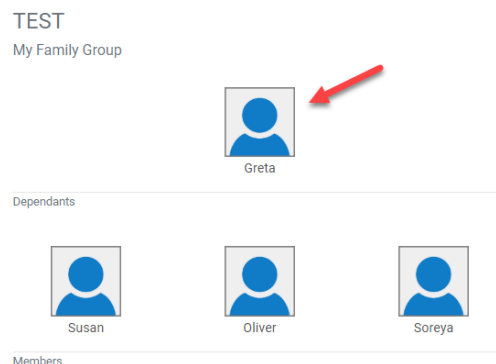 TEST
My Family Group
Greta
Dependants
Susan Oliver Soreya
Members